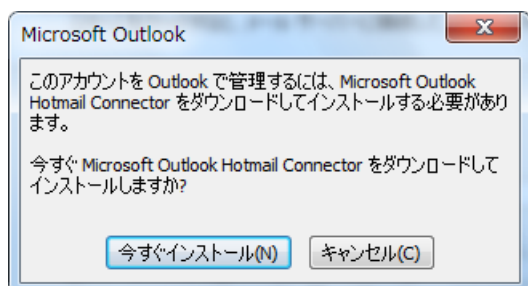 Microsoft Outlook
このアカウントを Outlook で管理するには、Microsoft Outlook
Hotmail Connector をダウンロードしてインストールする必要があり
ます。
今すぐ Microsoft Outlook Hotmail Connector をダウンロードして
インストールしますか?
今すぐインストール(N)
キャンセル(C)